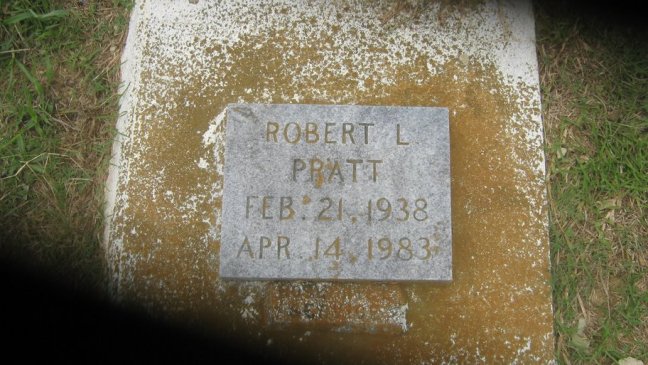 ROBERT L.
PRATT
FEB. 21, 1938
APR. 14, 1983